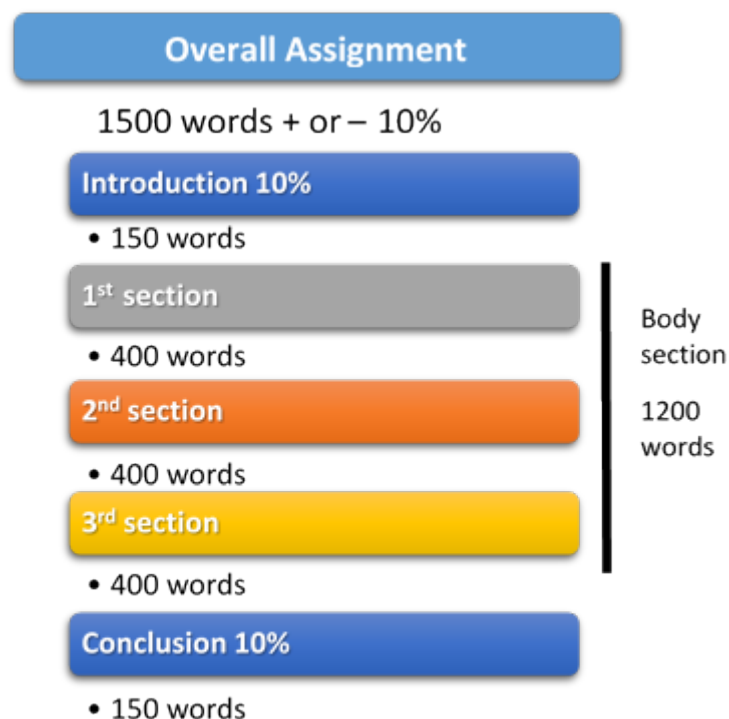 Overall Assignment
1500 words + or – 10%
Introduction 10%
• 150 words
1st section
• 400 words
2nd section
• 400 words
3rd section
• 400 words
Conclusion 10%
• 150 words
Body
section
1200
words